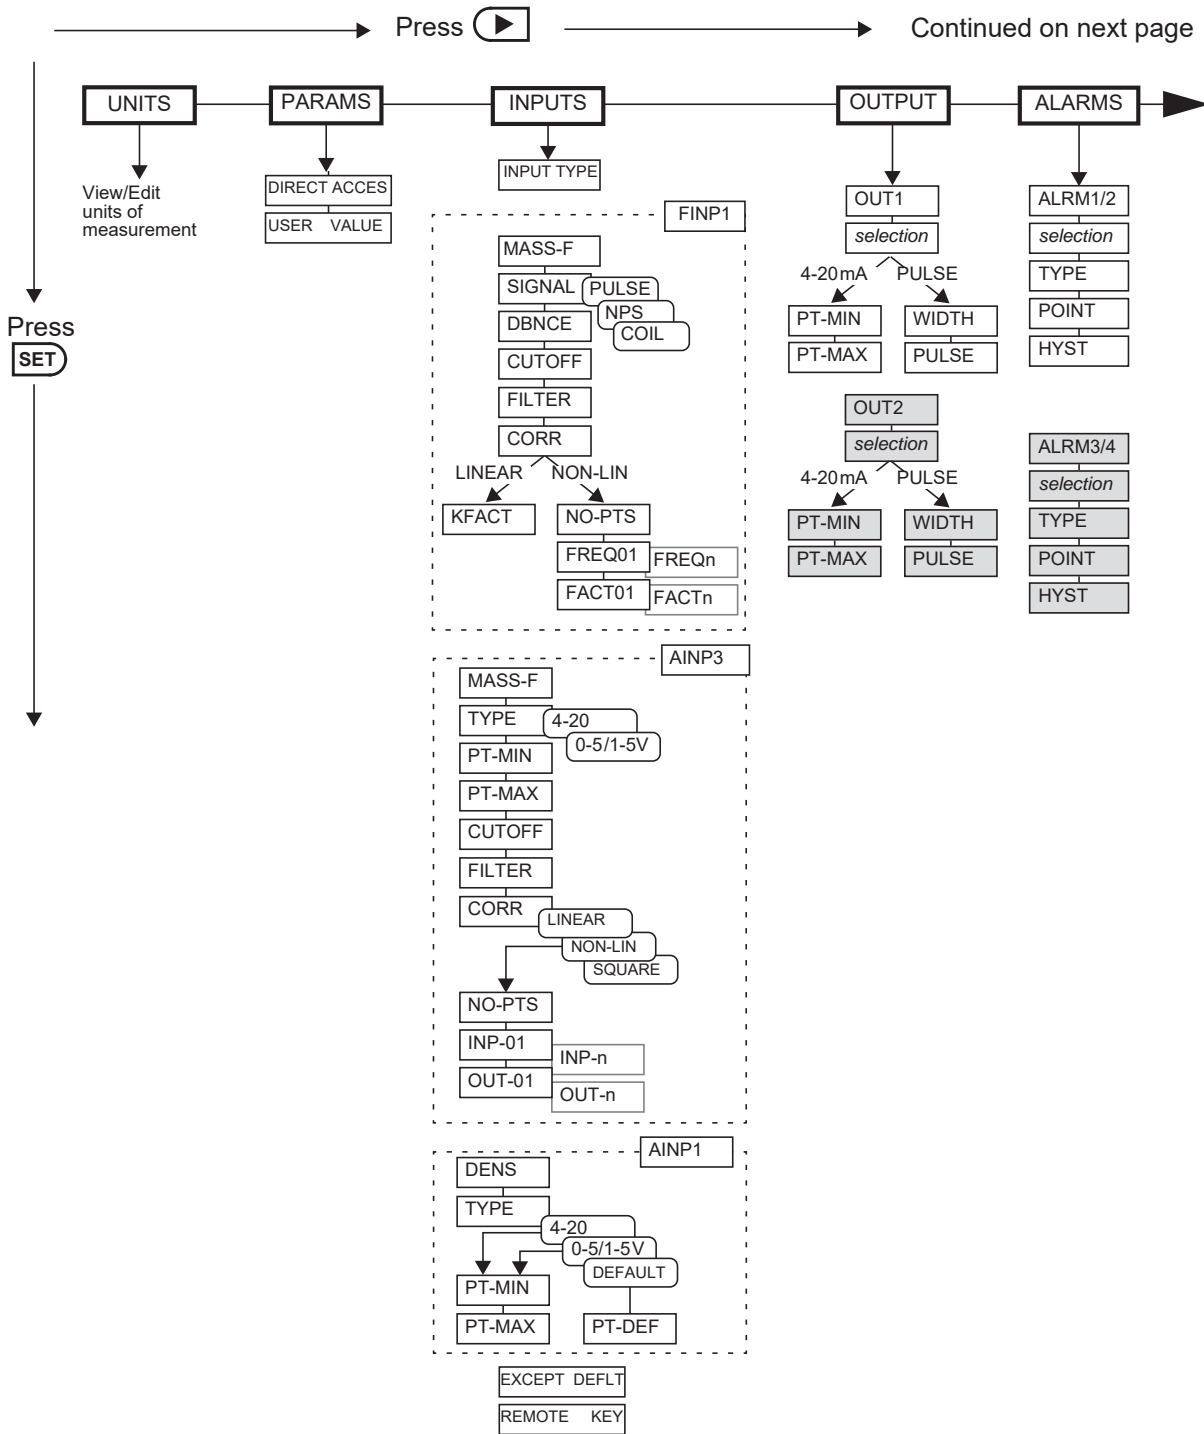 Press
Continued on next page
Press
SET
UNITS
View/Edit
units of
measurement
PARAMS
DIRECT ACCES
USER VALUE
INPUTS
INPUT TYPE
FINP1
MASS-F
SIGNAL
PULSE
NPS
COIL
DBNCE
CUTOFF
FILTER
CORR
LINEAR
NON-LIN
KFACT
NO-PTS
FREQ01
FREQn
FACT01
FACTn
AINP3
MASS-F
TYPE
4-20
0-5/1-5V
PT-MIN
PT-MAX
CUTOFF
FILTER
CORR
LINEAR
NON-LIN
SQUARE
NO-PTS
INP-01
INP-n
OUT-01
OUT-n
AINP1
DENS
TYPE
4-20
0-5/1-5V
DEFAULT
PT-MIN
PT-MAX
PT-DEF
EXCEPT DEFLT
REMOTE KEY
OUTPUT
OUT1
selection
4-20mA
PULSE
PT-MIN
WIDTH
PT-MAX
PULSE
OUT2
selection
4-20mA
PULSE
PT-MIN
WIDTH
PT-MAX
PULSE
ALARMS
ALRM1/2
selection
TYPE
POINT
HYST
ALRM3/4
selection
TYPE
POINT
HYST